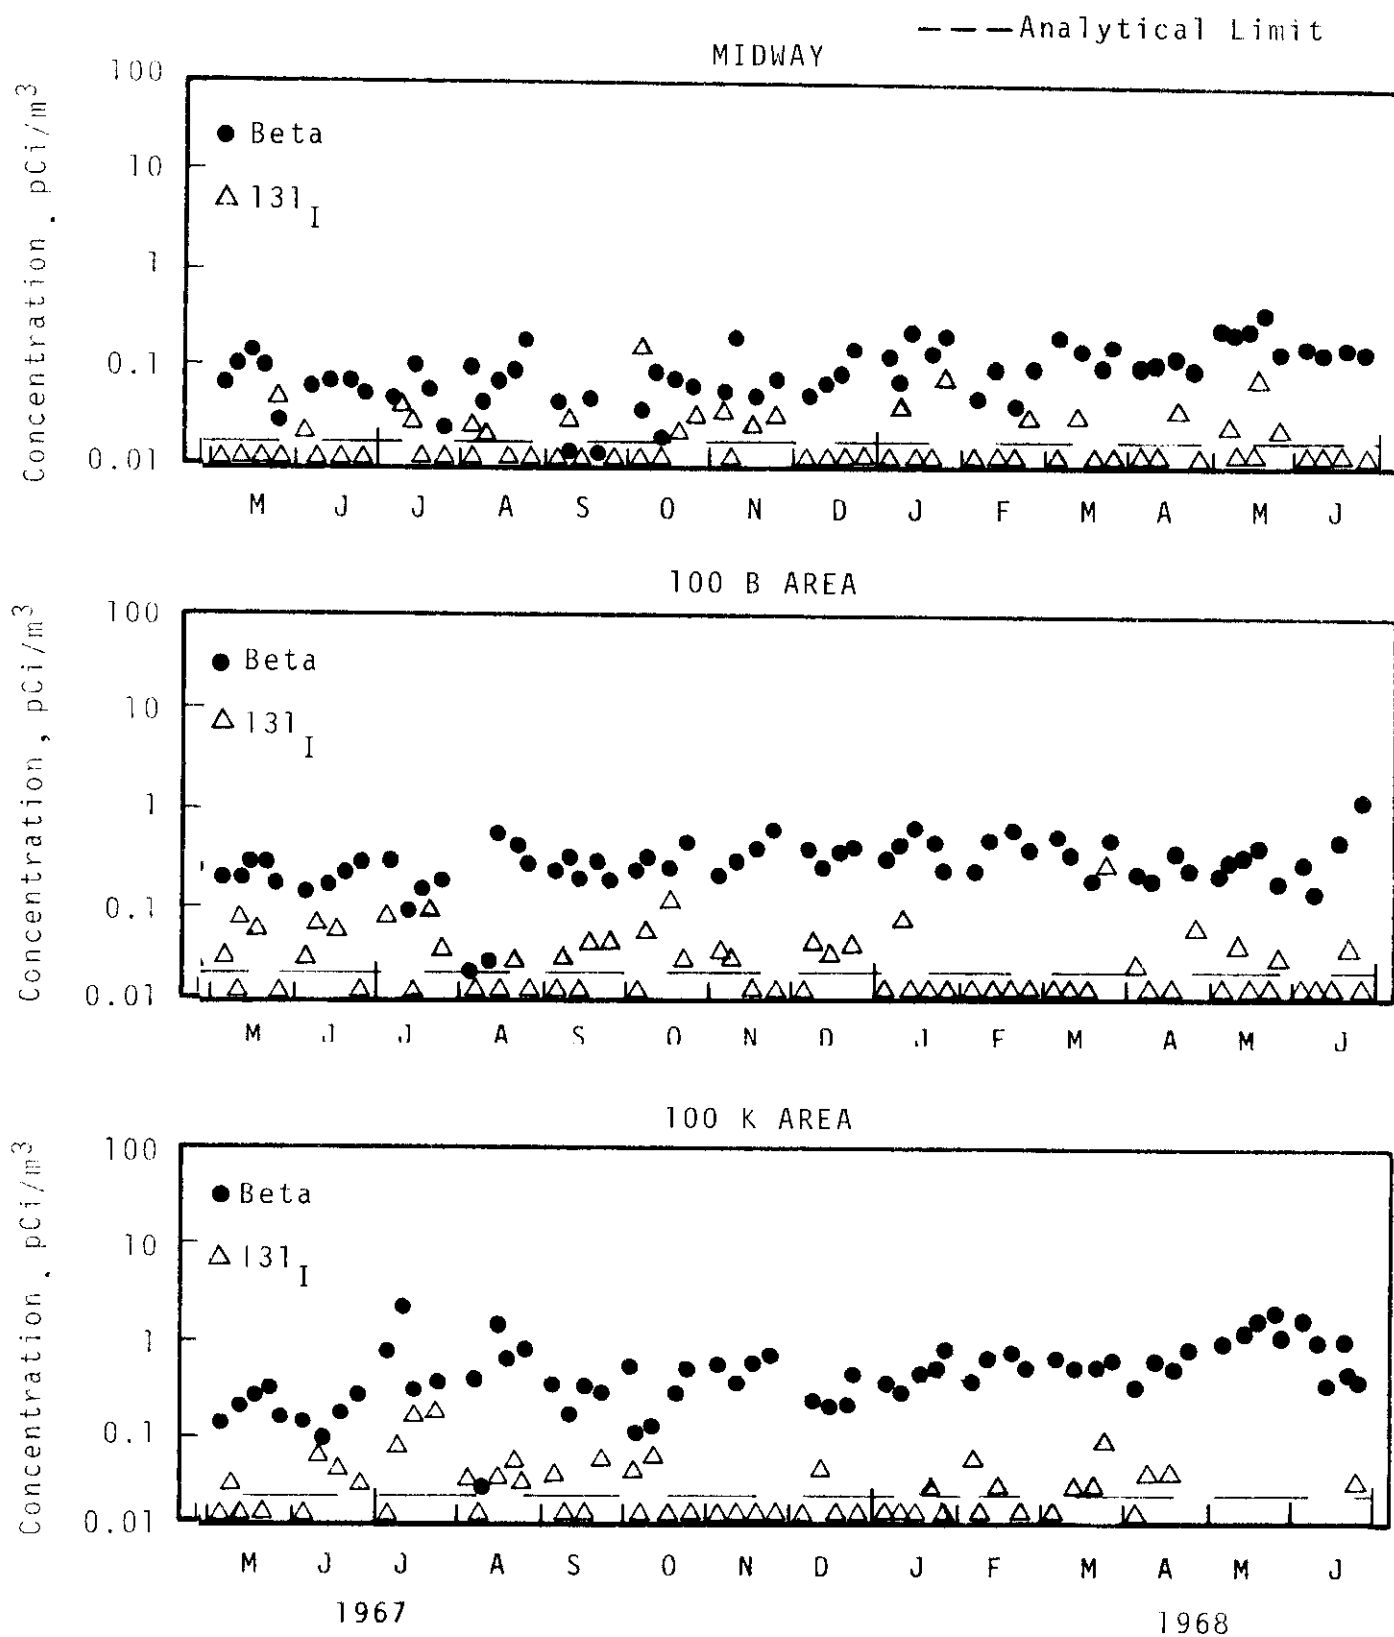 --- Analytical Limit
MIDWAY
Concentration, pCi/m³
100
10
1
0.1
0.01
● Beta
△ 131I
M J J A S O N D J F M A M J
100 B AREA
Concentration, pCi/m³
100
10
1
0.1
0.01
● Beta
△ 131I
M J J A S O N D J F M A M J
100 K AREA
Concentration, pCi/m³
100
10
1
0.1
0.01
● Beta
△ 131I
M J J A S O N D J F M A M J
1967 1968